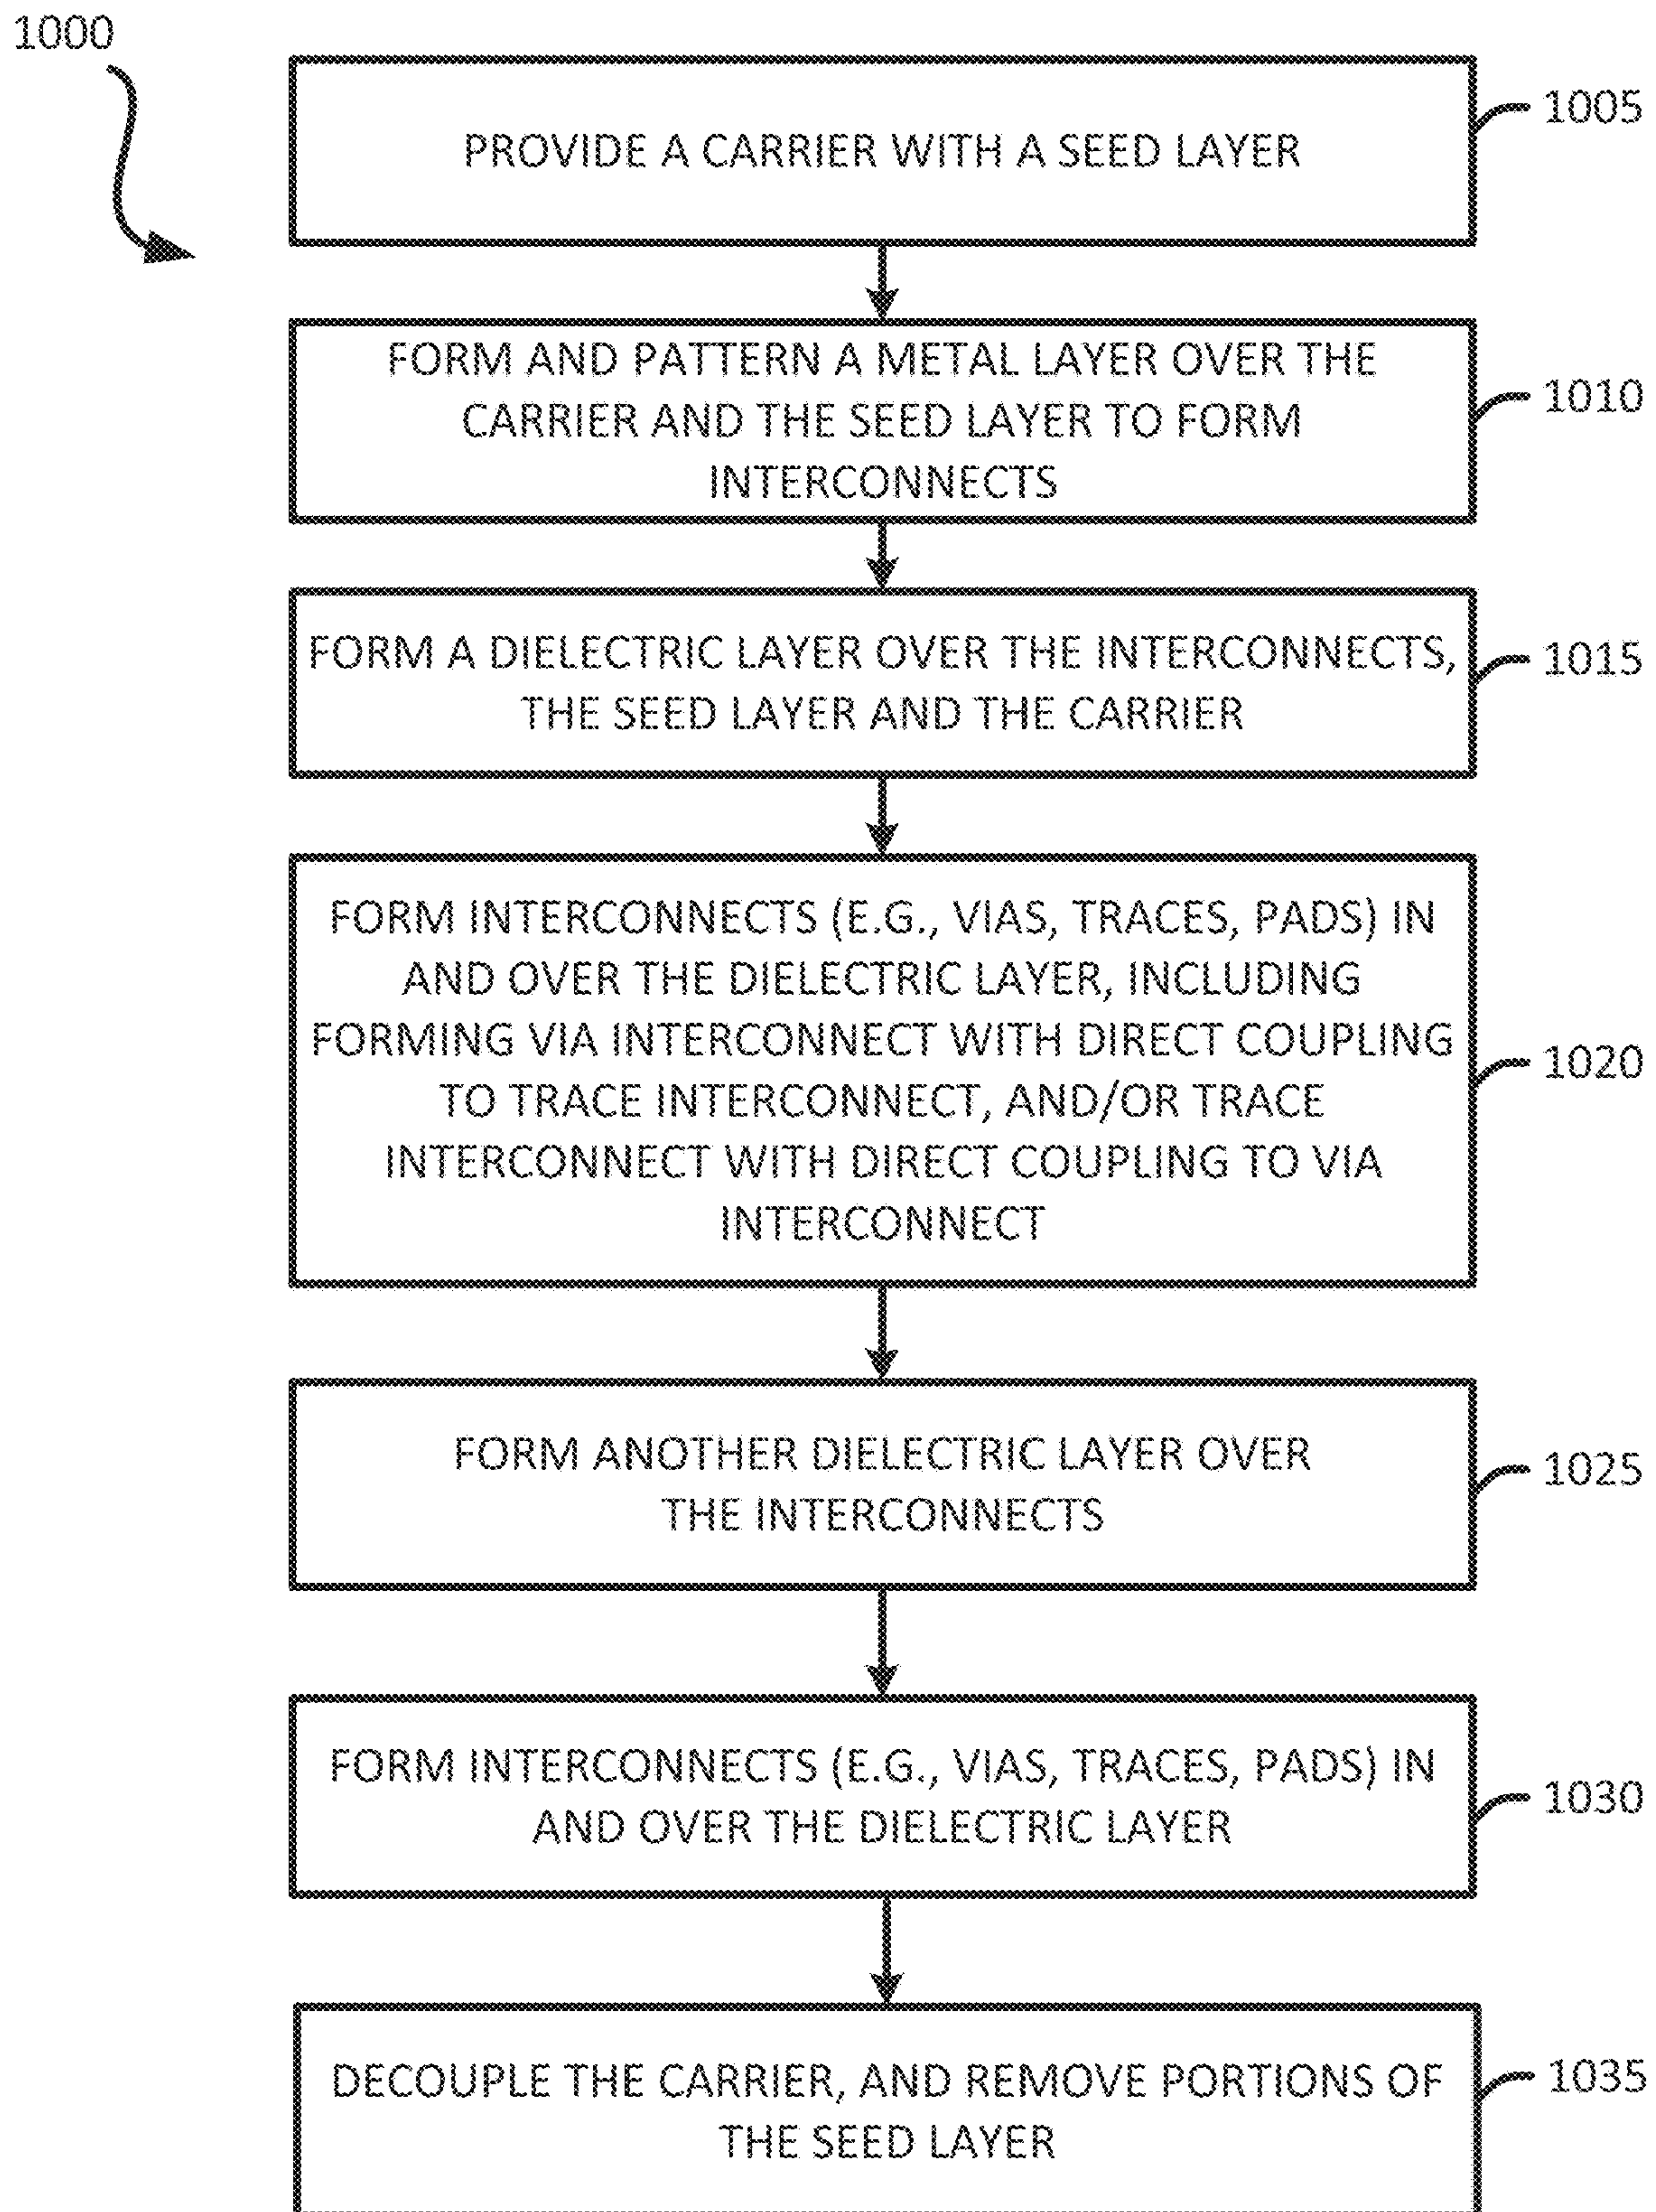 1000
PROVIDE A CARRIER WITH A SEED LAYER
1005
FORM AND PATTERN A METAL LAYER OVER THE
CARRIER AND THE SEED LAYER TO FORM
INTERCONNECTS
1010
FORM A DIELECTRIC LAYER OVER THE INTERCONNECTS,
THE SEED LAYER AND THE CARRIER
1015
FORM INTERCONNECTS (E.G., VIAS, TRACES, PADS) IN
AND OVER THE DIELECTRIC LAYER, INCLUDING
FORMING VIA INTERCONNECT WITH DIRECT COUPLING
TO TRACE INTERCONNECT, AND/OR TRACE
INTERCONNECT WITH DIRECT COUPLING TO VIA
INTERCONNECT
1020
FORM ANOTHER DIELECTRIC LAYER OVER
THE INTERCONNECTS
1025
FORM INTERCONNECTS (E.G., VIAS, TRACES, PADS) IN
AND OVER THE DIELECTRIC LAYER
1030
DECOUPLE THE CARRIER, AND REMOVE PORTIONS OF
THE SEED LAYER
1035